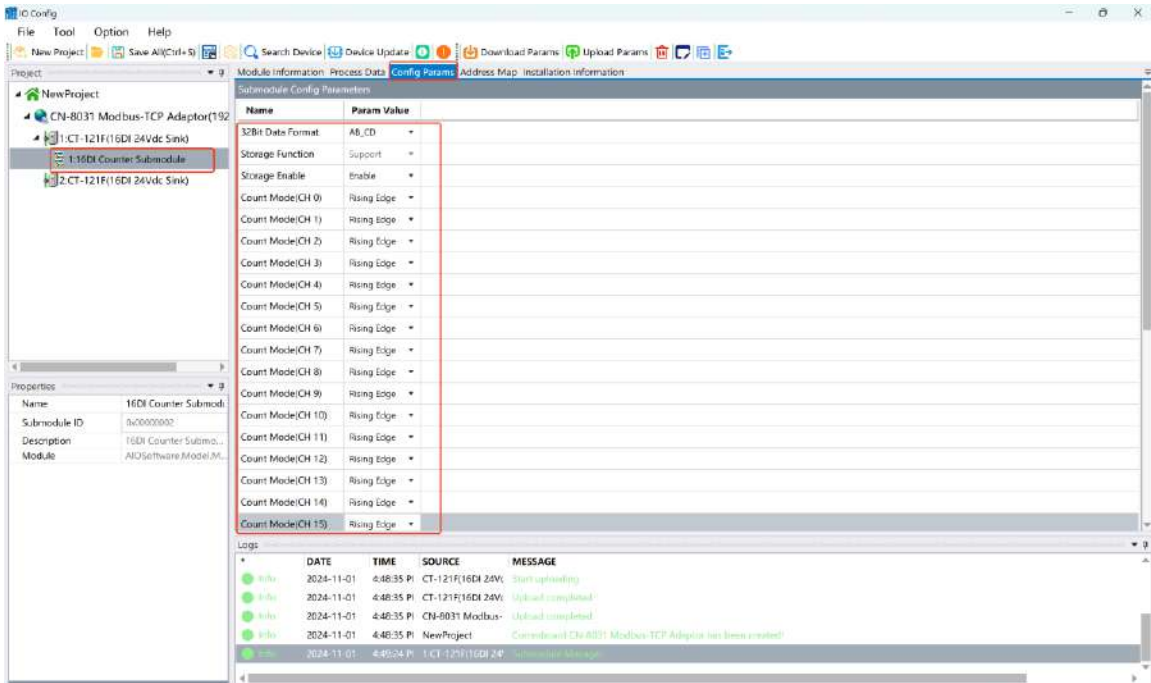 IO Config
File Tool Option Help
New Project Save All(Ctrl+S) Search Device Device Update Download Params Upload Params
Project
Module Information Process Data Config Params Address Map Installation Information
NewProject
CN-8031 Modbus-TCP Adaptor(192
1:CT-121F(16DI 24Vdc Sink)
1:16DI Counter Submodule
2:CT-121F(16DI 24Vdc Sink)
Submodule Config Parameters
Name Param Value
32Bit Data Format AB_CD
Storage Function Support
Storage Enable Enable
Count Mode(CH 0) Rising Edge
Count Mode(CH 1) Rising Edge
Count Mode(CH 2) Rising Edge
Count Mode(CH 3) Rising Edge
Count Mode(CH 4) Rising Edge
Count Mode(CH 5) Rising Edge
Count Mode(CH 6) Rising Edge
Count Mode(CH 7) Rising Edge
Count Mode(CH 8) Rising Edge
Count Mode(CH 9) Rising Edge
Count Mode(CH 10) Rising Edge
Count Mode(CH 11) Rising Edge
Count Mode(CH 12) Rising Edge
Count Mode(CH 13) Rising Edge
Count Mode(CH 14) Rising Edge
Count Mode(CH 15) Rising Edge
Properties
Name 16DI Counter Submodu
Submodule ID 0x00000002
Description 16DI Counter Submo...
Module AIOSoftware.Model.M...
Logs
* DATE TIME SOURCE MESSAGE
Info 2024-11-01 4:48:35 PI CT-121F(16DI 24V( Start uploading
Info 2024-11-01 4:48:35 PI CT-121F(16DI 24V( Upload completed
Info 2024-11-01 4:48:35 PI CN-8031 Modbus- Upload completed
Info 2024-11-01 4:48:35 PI NewProject CN-8031 Modbus-TCP Adaptor has been created!
Info 2024-11-01 4:49:24 PI 1:CT-121F(16DI 24V Submodule Manager